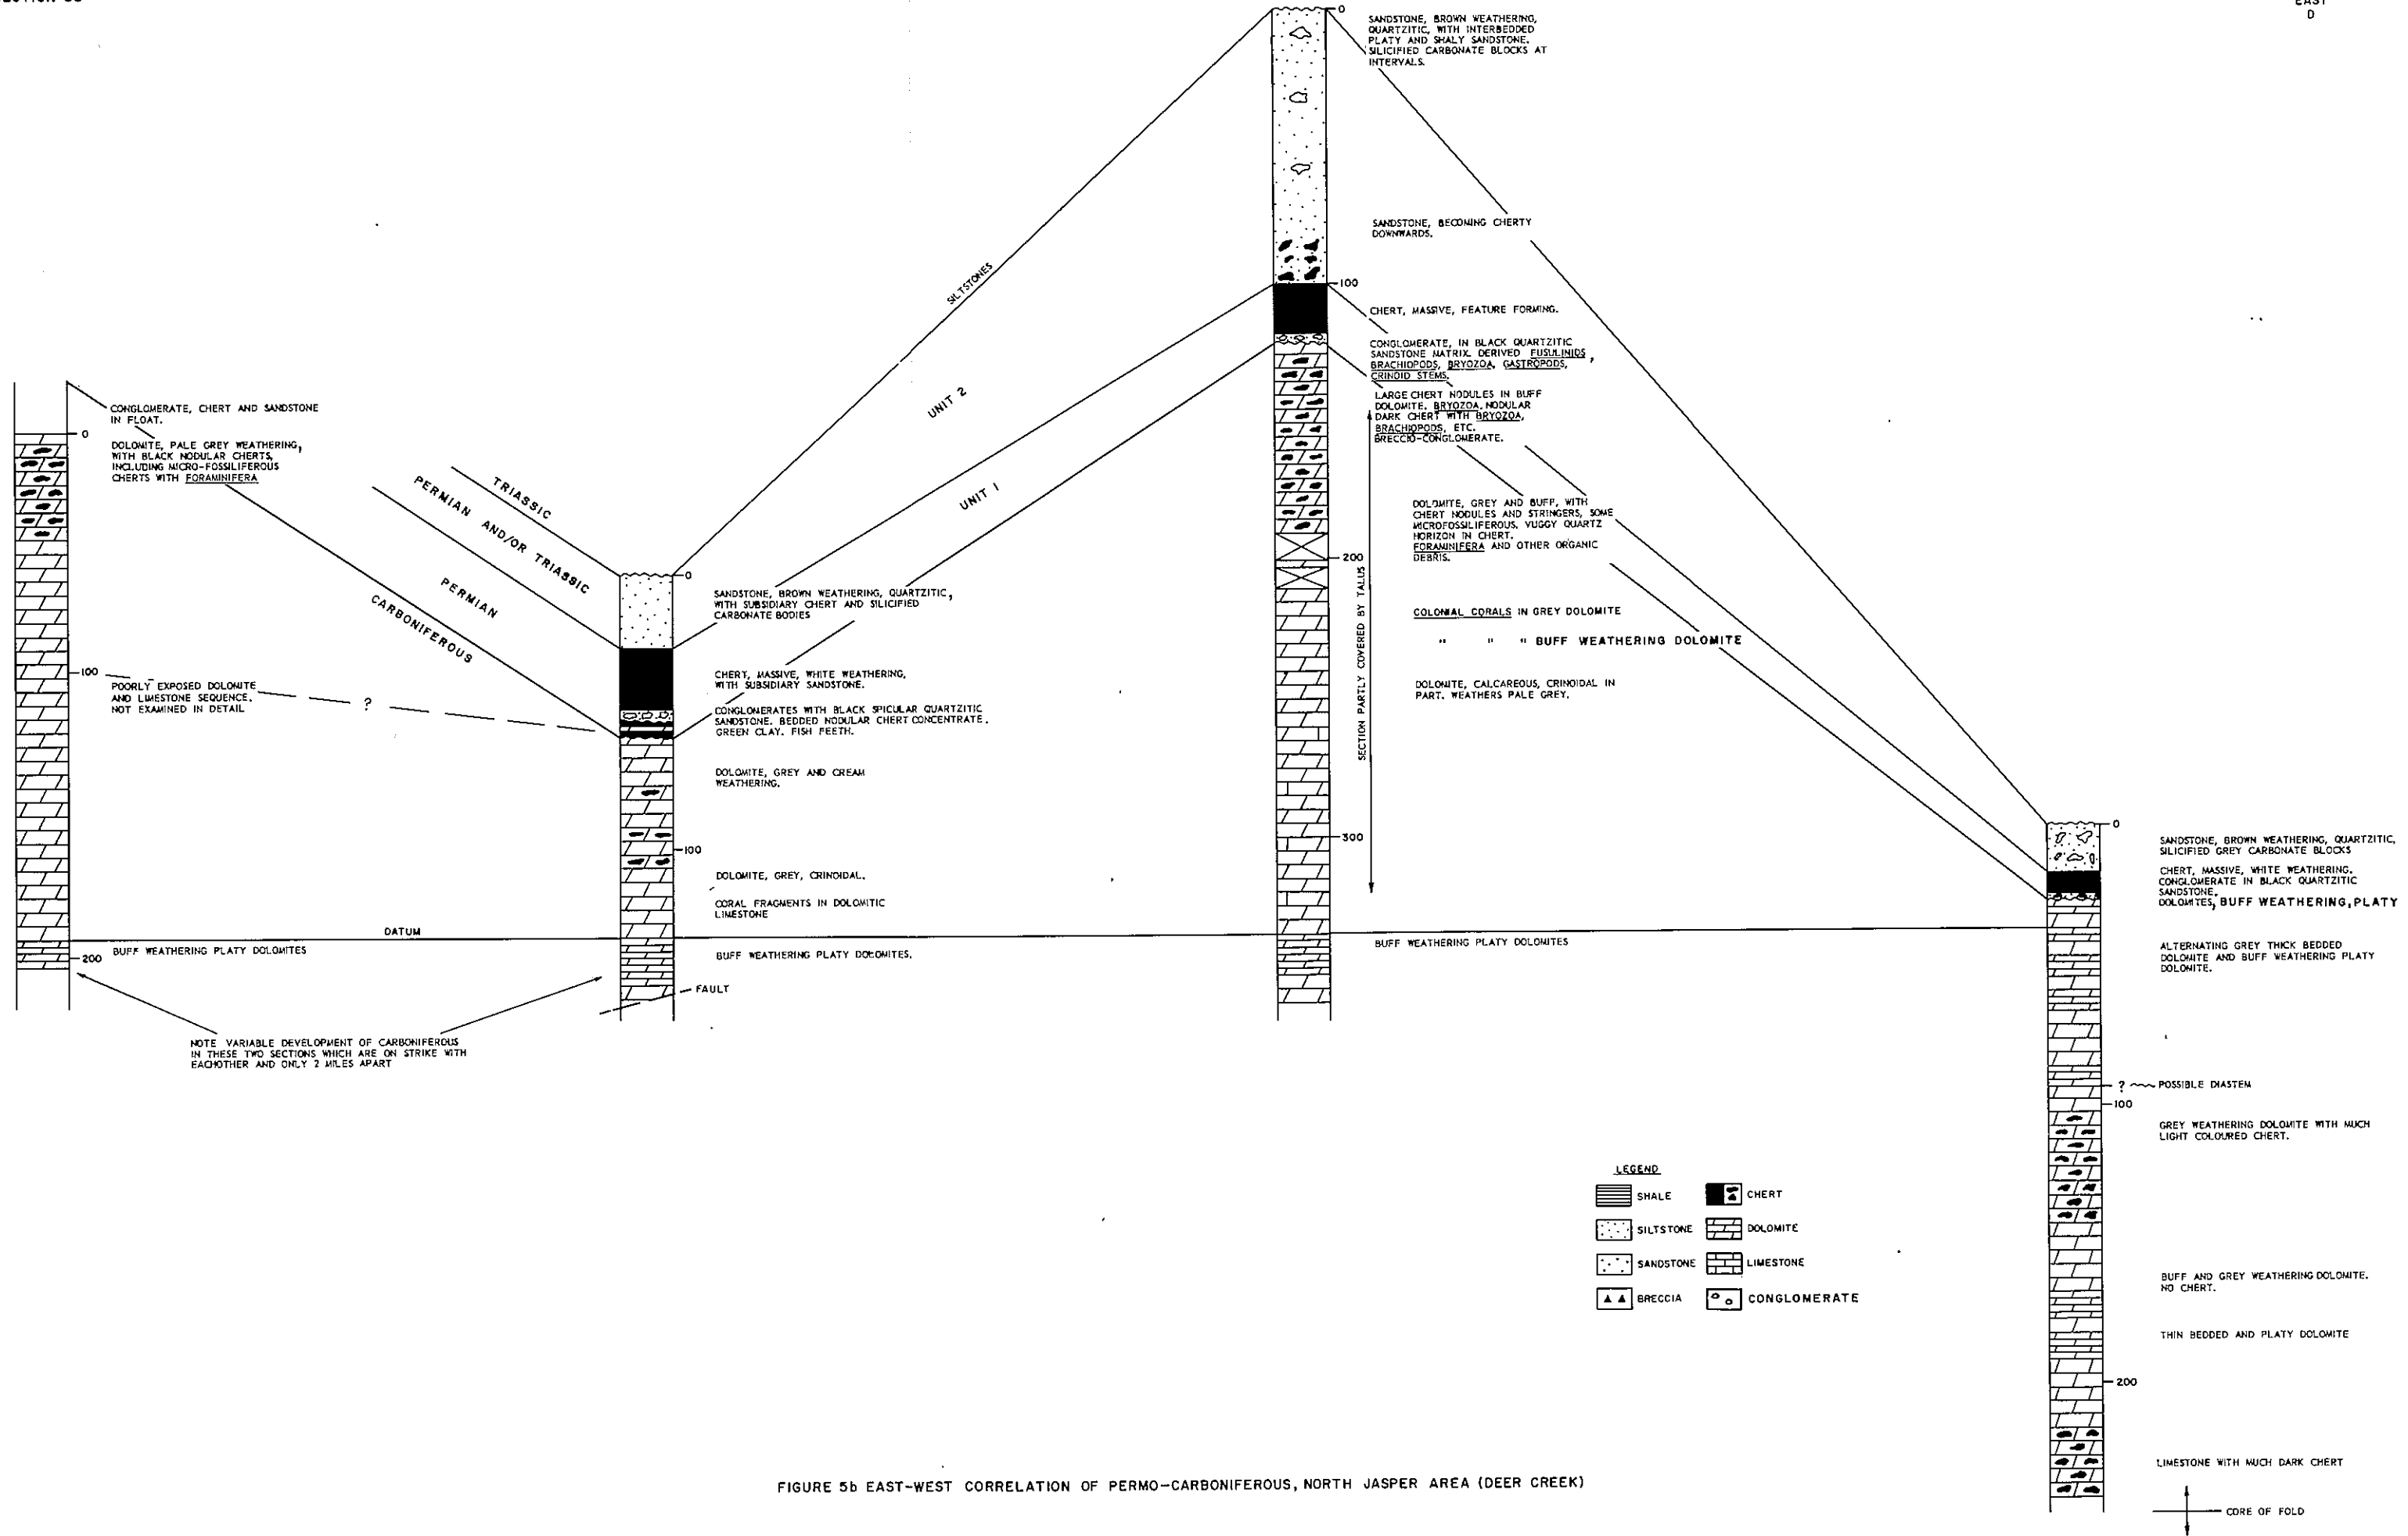 EAST
D
0
SANDSTONE, BROWN WEATHERING,
QUARTZITIC, WITH INTERBEDDED
PLATY AND SHALY SANDSTONE.
SILICIFIED CARBONATE BLOCKS AT
INTERVALS.
SANDSTONE, BECOMING CHERTY
DOWNWARDS.
100
CHERT, MASSIVE, FEATURE FORMING.
CONGLOMERATE, IN BLACK QUARTZITIC
SANDSTONE MATRIX. DERIVED FUSULINIDS,
BRACHIOPODS, BRYOZOA, GASTROPODS,
CRINOID STEMS.
LARGE CHERT NODULES IN BUFF
DOLOMITE. BRYOZOA. NODULAR
DARK CHERT WITH BRYOZOA,
BRACHIOPODS, ETC.
BRECCIO-CONGLOMERATE.
DOLOMITE, GREY AND BUFF, WITH
CHERT NODULES AND STRINGERS, SOME
MICROFOSSILIFEROUS. VUGGY QUARTZ
HORIZON IN CHERT.
FORAMINIFERA AND OTHER ORGANIC
DEBRIS.
200
COLONIAL CORALS IN GREY DOLOMITE
" " " BUFF WEATHERING DOLOMITE
DOLOMITE, CALCAREOUS, CRINOIDAL IN
PART. WEATHERS PALE GREY.
SECTION PARTLY COVERED BY TALUS
300
BUFF WEATHERING PLATY DOLOMITES
SILTSTONES
UNIT 2
UNIT 1
CONGLOMERATE, CHERT AND SANDSTONE
IN FLOAT.
0
DOLOMITE, PALE GREY WEATHERING,
WITH BLACK NODULAR CHERTS,
INCLUDING MICRO-FOSSILIFEROUS
CHERTS WITH FORAMINIFERA
100
POORLY EXPOSED DOLOMITE
AND LIMESTONE SEQUENCE.
NOT EXAMINED IN DETAIL
?
200
BUFF WEATHERING PLATY DOLOMITES
DATUM
TRIASSIC
PERMIAN AND/OR TRIASSIC
PERMIAN
CARBONIFEROUS
0
SANDSTONE, BROWN WEATHERING, QUARTZITIC,
WITH SUBSIDIARY CHERT AND SILICIFIED
CARBONATE BODIES
CHERT, MASSIVE, WHITE WEATHERING,
WITH SUBSIDIARY SANDSTONE.
CONGLOMERATES WITH BLACK SPICULAR QUARTZITIC
SANDSTONE. BEDDED NODULAR CHERT CONCENTRATE.
GREEN CLAY. FISH FEETH.
DOLOMITE, GREY AND CREAM
WEATHERING.
100
DOLOMITE, GREY, CRINOIDAL.
CORAL FRAGMENTS IN DOLOMITIC
LIMESTONE
BUFF WEATHERING PLATY DOLOMITES.
FAULT
NOTE VARIABLE DEVELOPMENT OF CARBONIFEROUS
IN THESE TWO SECTIONS WHICH ARE ON STRIKE WITH
EACHOTHER AND ONLY 2 MILES APART
0
SANDSTONE, BROWN WEATHERING, QUARTZITIC,
SILICIFIED GREY CARBONATE BLOCKS
CHERT, MASSIVE, WHITE WEATHERING.
CONGLOMERATE IN BLACK QUARTZITIC
SANDSTONE.
DOLOMITES, BUFF WEATHERING, PLATY
ALTERNATING GREY THICK BEDDED
DOLOMITE AND BUFF WEATHERING PLATY
DOLOMITE.
? POSSIBLE DIASTEM
100
GREY WEATHERING DOLOMITE WITH MUCH
LIGHT COLOURED CHERT.
BUFF AND GREY WEATHERING DOLOMITE.
NO CHERT.
THIN BEDDED AND PLATY DOLOMITE
200
LIMESTONE WITH MUCH DARK CHERT
CORE OF FOLD
LEGEND
SHALE CHERT
SILTSTONE DOLOMITE
SANDSTONE LIMESTONE
BRECCIA CONGLOMERATE
FIGURE 5b EAST-WEST CORRELATION OF PERMO-CARBONIFEROUS, NORTH JASPER AREA (DEER CREEK)